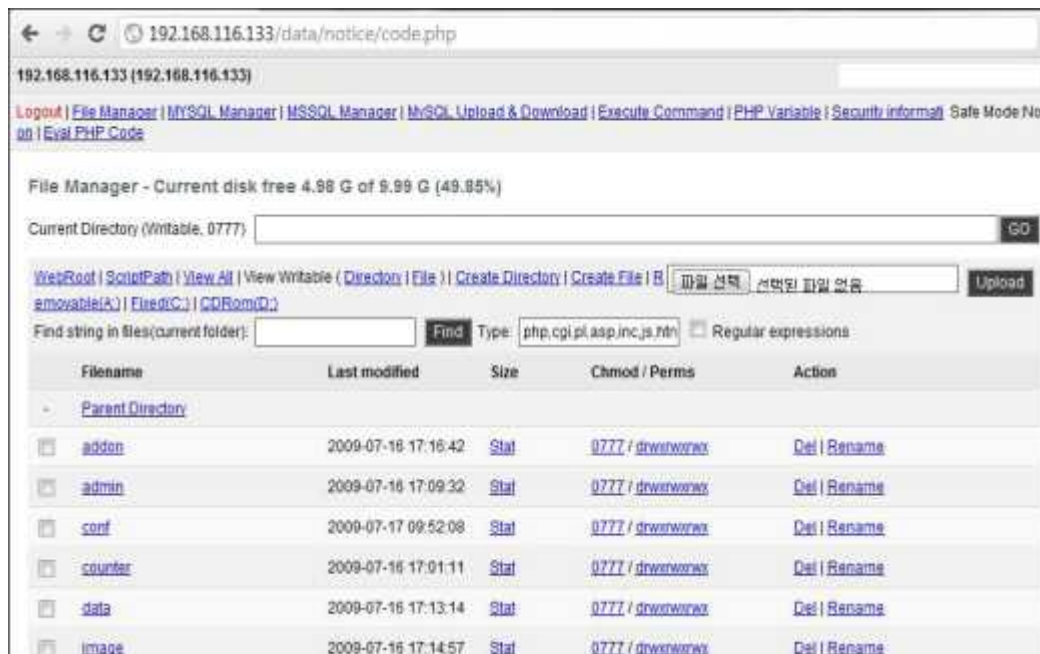 192.168.116.133/data/notice/code.php
192.168.116.133 (192.168.116.133)
Logout | File Manager | MYSQL Manager | MSSQL Manager | MySQL Upload & Download | Execute Command | PHP Variable | Security informati Safe Mode No
on | Eval PHP Code
File Manager - Current disk free 4.98 G of 9.99 G (49.85%)
Current Directory (Writable, 0777) GO
WebRoot | ScriptPath | View All | View Writable ( Directory | File ) | Create Directory | Create File | R 파일 선택 선택된 파일 없음 Upload
emovable(A:) | Fixed(C:) | CDRom(D:)
Find string in files(current folder): Find Type: php,cgi,pl,asp,inc,js,htm Regular expressions
Filename Last modified Size Chmod / Perms Action
- Parent Directory
addon 2009-07-16 17:16:42 Stat 0777 / drwxrwxrwx Del | Rename
admin 2009-07-16 17:09:32 Stat 0777 / drwxrwxrwx Del | Rename
conf 2009-07-17 09:52:08 Stat 0777 / drwxrwxrwx Del | Rename
counter 2009-07-16 17:01:11 Stat 0777 / drwxrwxrwx Del | Rename
data 2009-07-16 17:13:14 Stat 0777 / drwxrwxrwx Del | Rename
image 2009-07-16 17:14:57 Stat 0777 / drwxrwxrwx Del | Rename